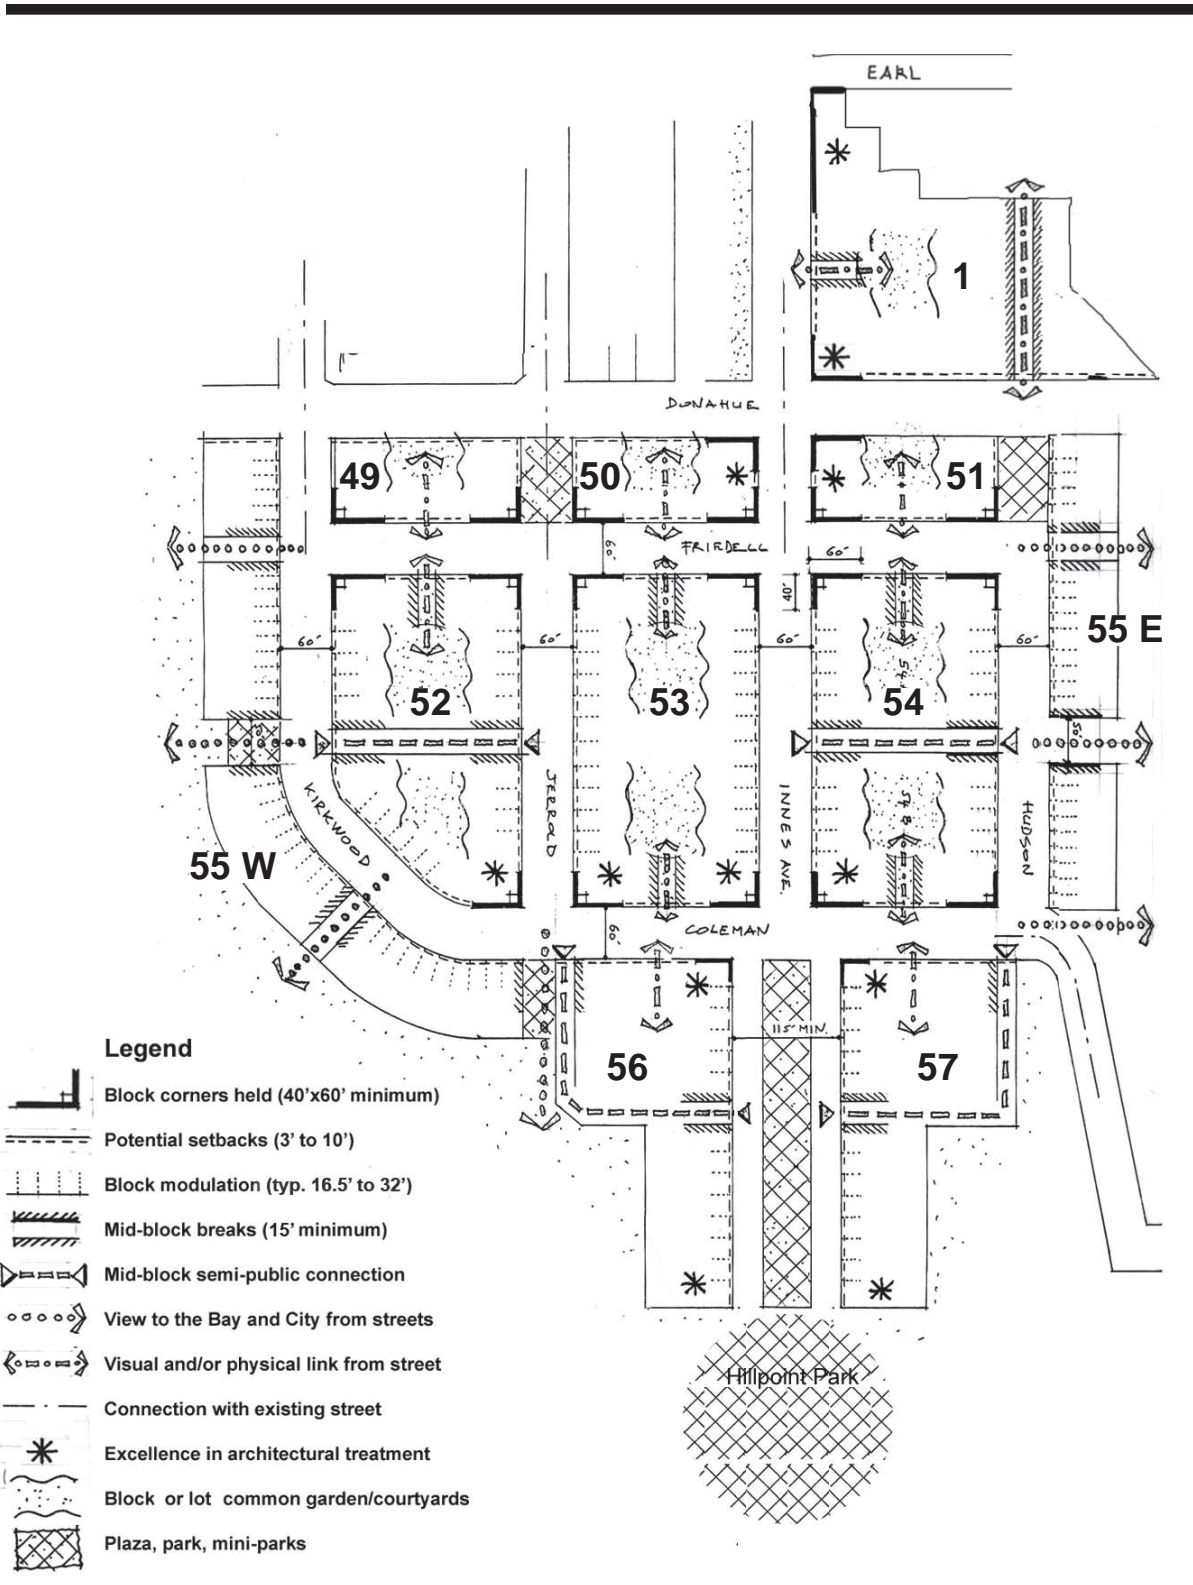 EARL
1
DONAHUE
49
50
51
60'
FRIEDELL
60'
40'
55 E
60'
60'
60'
60'
52
53
54
50'
KIRKWOOD
JERROLD
INNES AVE
54B
HUDSON
55 W
60'
COLEMAN
115' MIN.
56
57
Legend
Block corners held (40'x60' minimum)
Potential setbacks (3' to 10')
Block modulation (typ. 16.5' to 32')
Mid-block breaks (15' minimum)
Mid-block semi-public connection
View to the Bay and City from streets
Visual and/or physical link from street
Connection with existing street
Excellence in architectural treatment
Block or lot common garden/courtyards
Plaza, park, mini-parks
Hillpoint Park